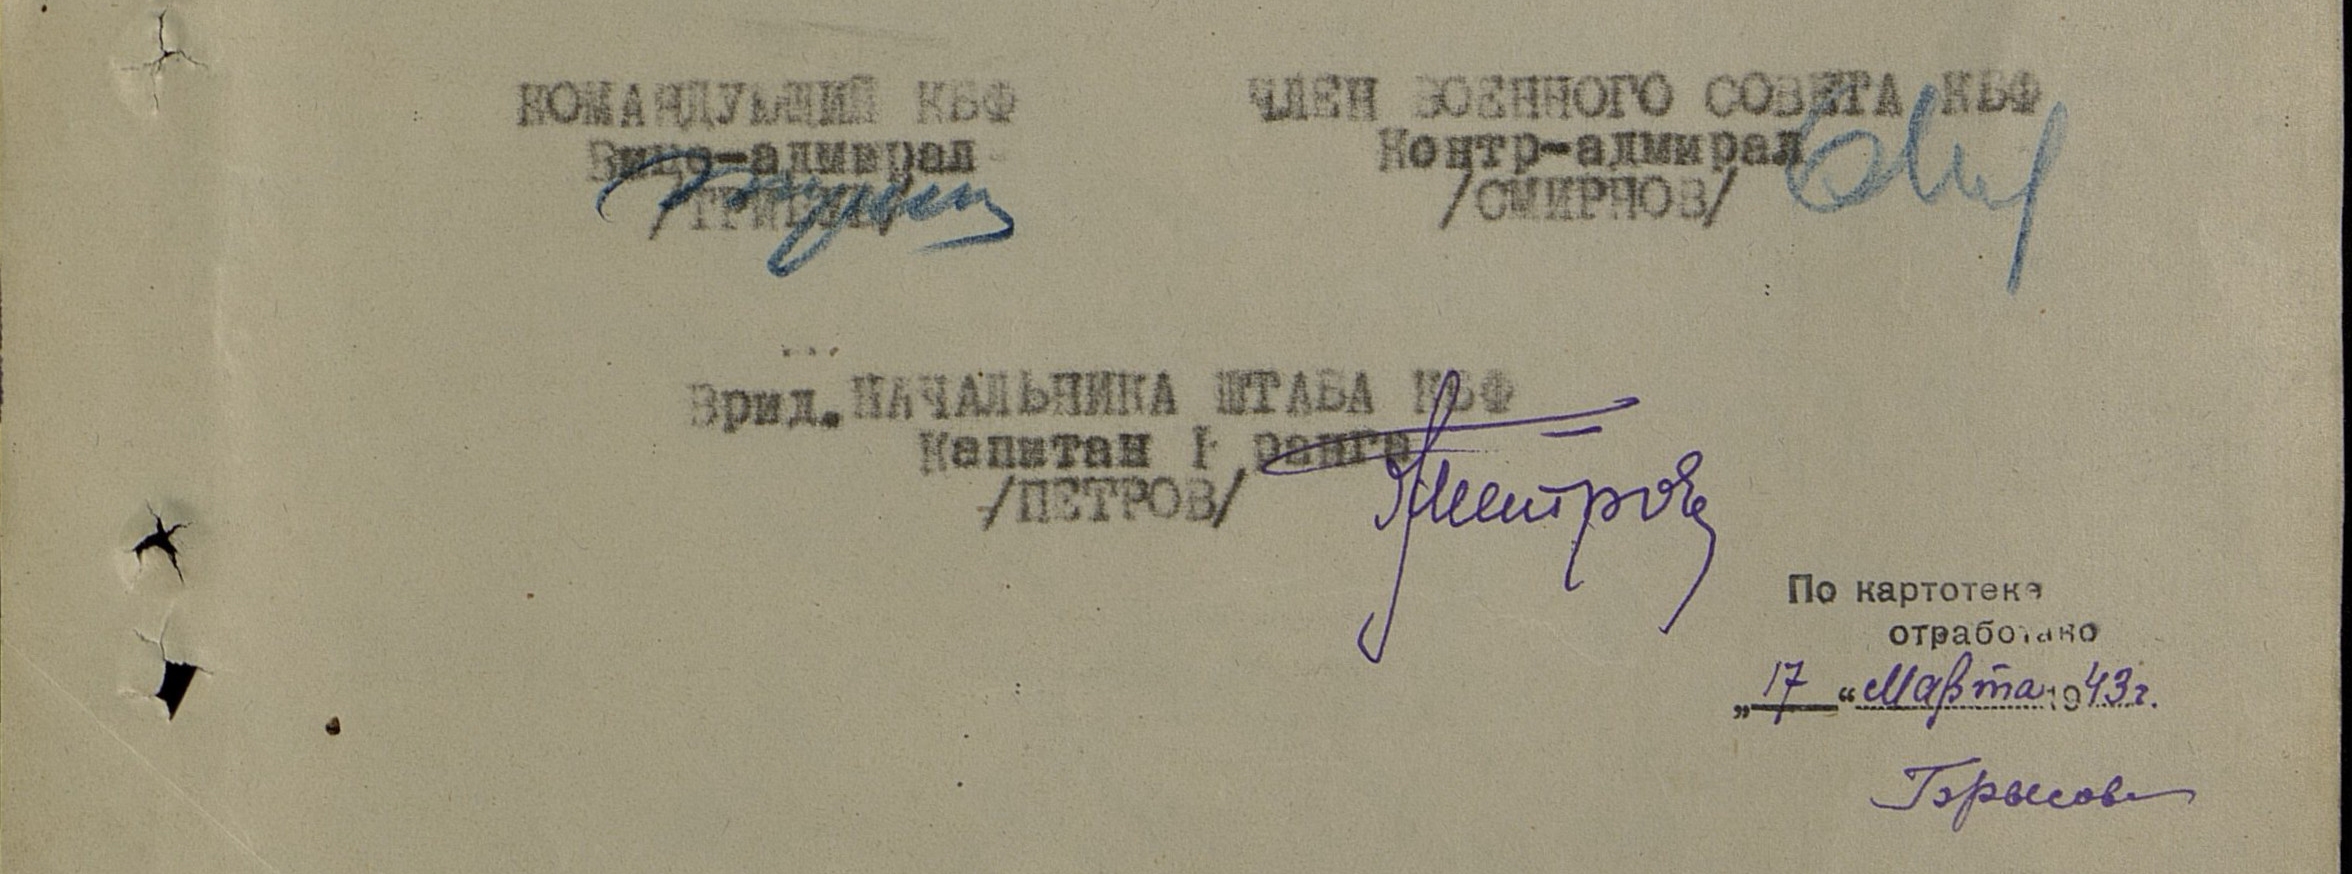 КОМАНДУЮЩИЙ КБФ
Вице-адмирал
/ТРИБУЦ/
ЧЛЕН ВОЕННОГО СОВЕТА КБФ
Контр-адмирал
/СМИРНОВ/
Врид. НАЧАЛЬНИКА ШТАБА КБФ
Капитан I ранга
/ПЕТРОВ/
Петров
По картотеке
отработано
„17“ Марта 1943г.